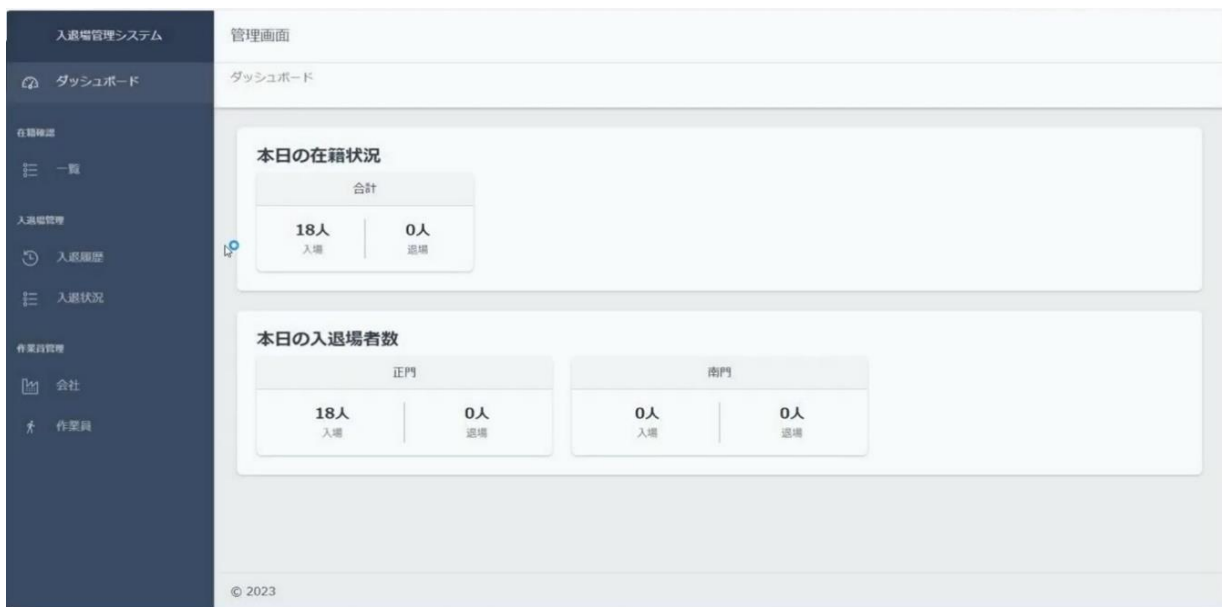 入退場管理システム
管理画面
ダッシュボード
ダッシュボード
在籍確認
一覧
入退場管理
入退履歴
入退状況
作業員管理
会社
作業員
本日の在籍状況
合計
18人
入場
0人
退場
本日の入退場者数
正門
18人
入場
0人
退場
南門
0人
入場
0人
退場
© 2023